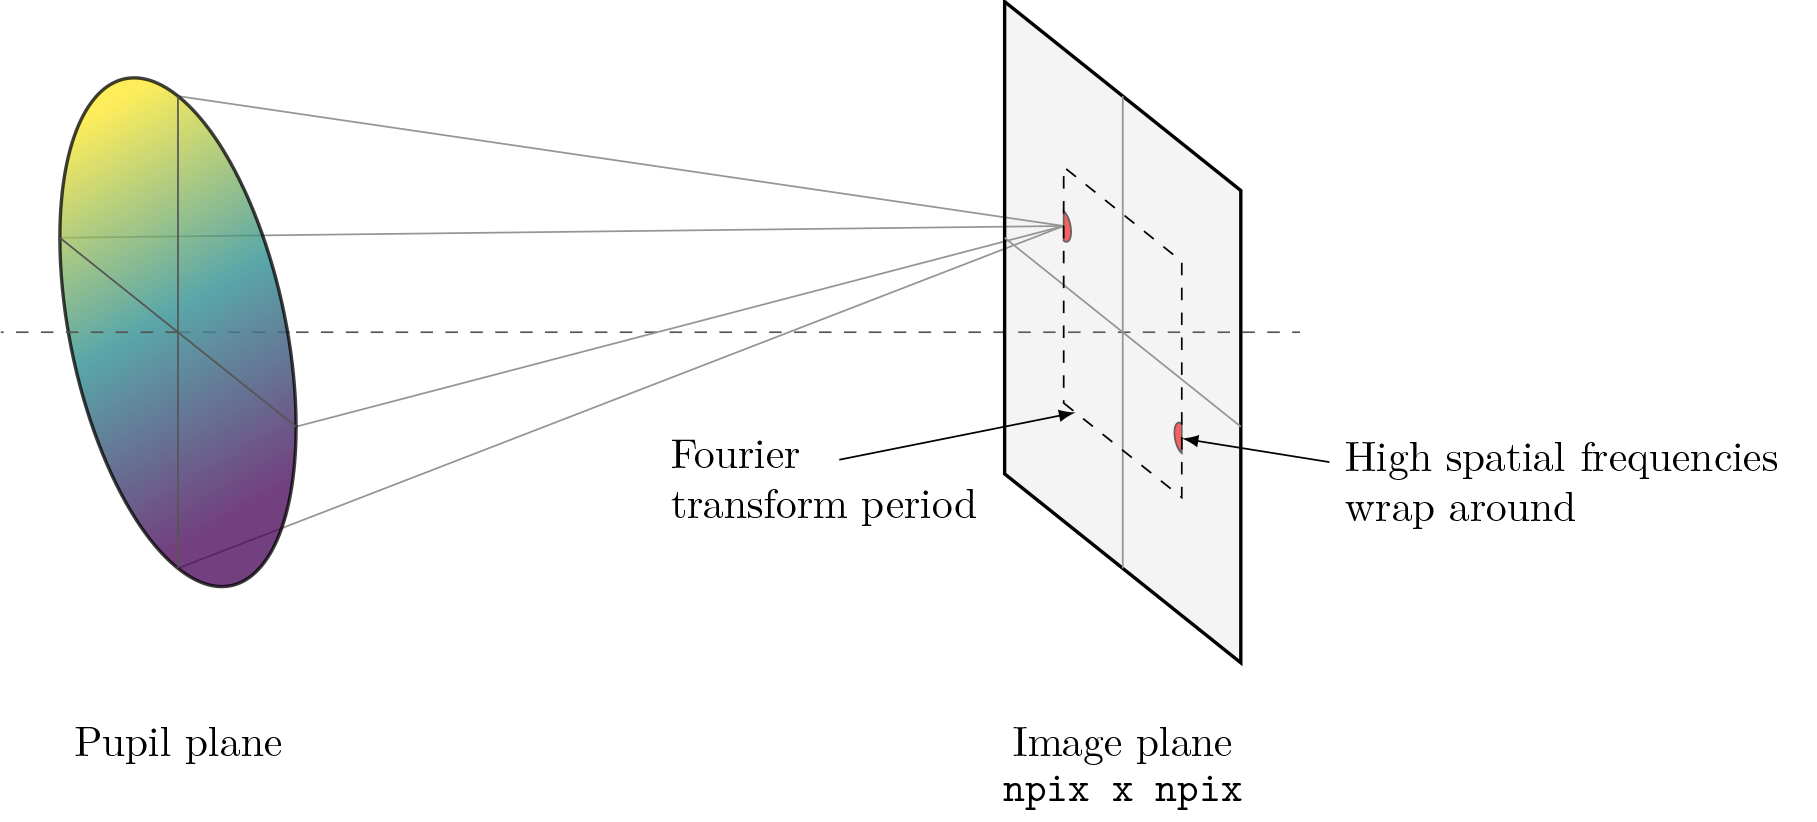 Fourier
transform period
High spatial frequencies
wrap around
Pupil plane
Image plane
npix x npix